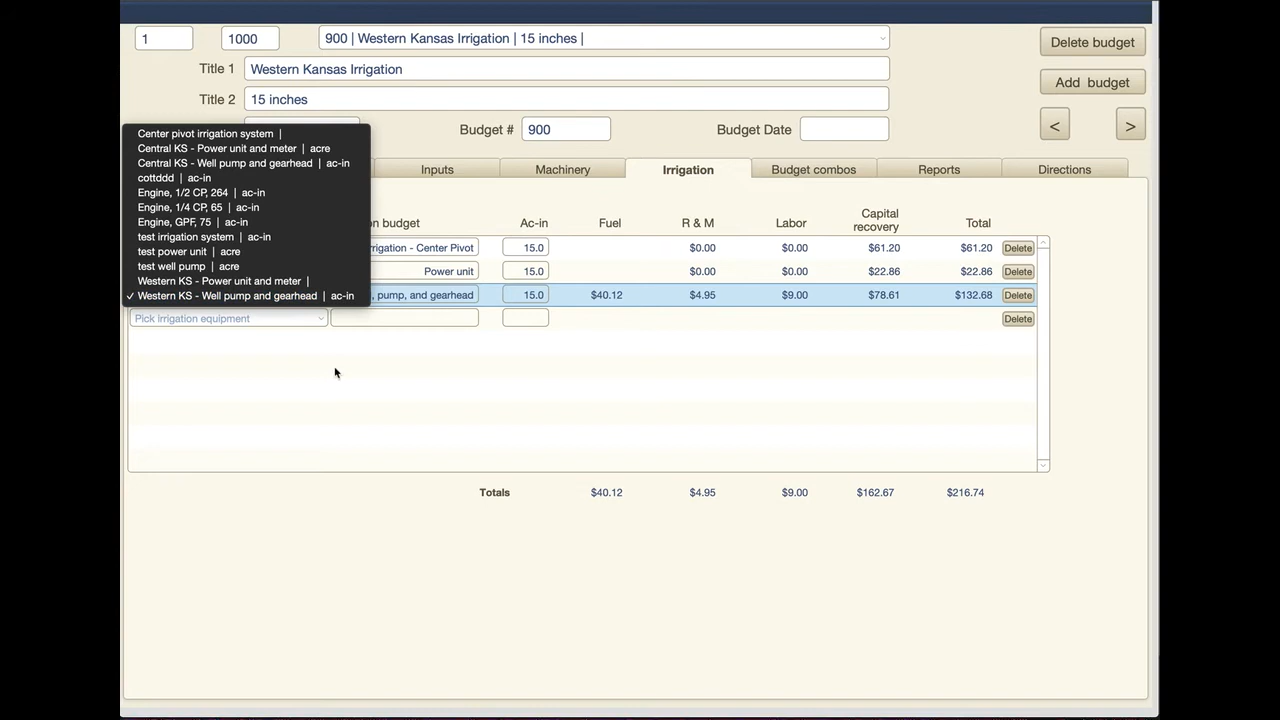 1 1000 900 | Western Kansas Irrigation | 15 inches |
Delete budget
Title 1 Western Kansas Irrigation
Add budget
Title 2 15 inches
Budget # 900 Budget Date < >
Inputs Machinery Irrigation Budget combos Reports Directions
Center pivot irrigation system |
Central KS - Power unit and meter | acre
Central KS - Well pump and gearhead | ac-in
cottddd | ac-in
Engine, 1/2 CP, 264 | ac-in
Engine, 1/4 CP, 65 | ac-in
Engine, GPF, 75 | ac-in
test irrigation system | ac-in
test power unit | acre
test well pump | acre
Western KS - Power unit and meter |
✓ Western KS - Well pump and gearhead | ac-in
on budget Ac-in Fuel R & M Labor Capital recovery Total
rrigation - Center Pivot 15.0 $0.00 $0.00 $61.20 $61.20 Delete
Power unit 15.0 $0.00 $0.00 $22.86 $22.86 Delete
, pump, and gearhead 15.0 $40.12 $4.95 $9.00 $78.61 $132.68 Delete
Pick irrigation equipment Delete
Totals $40.12 $4.95 $9.00 $162.67 $216.74